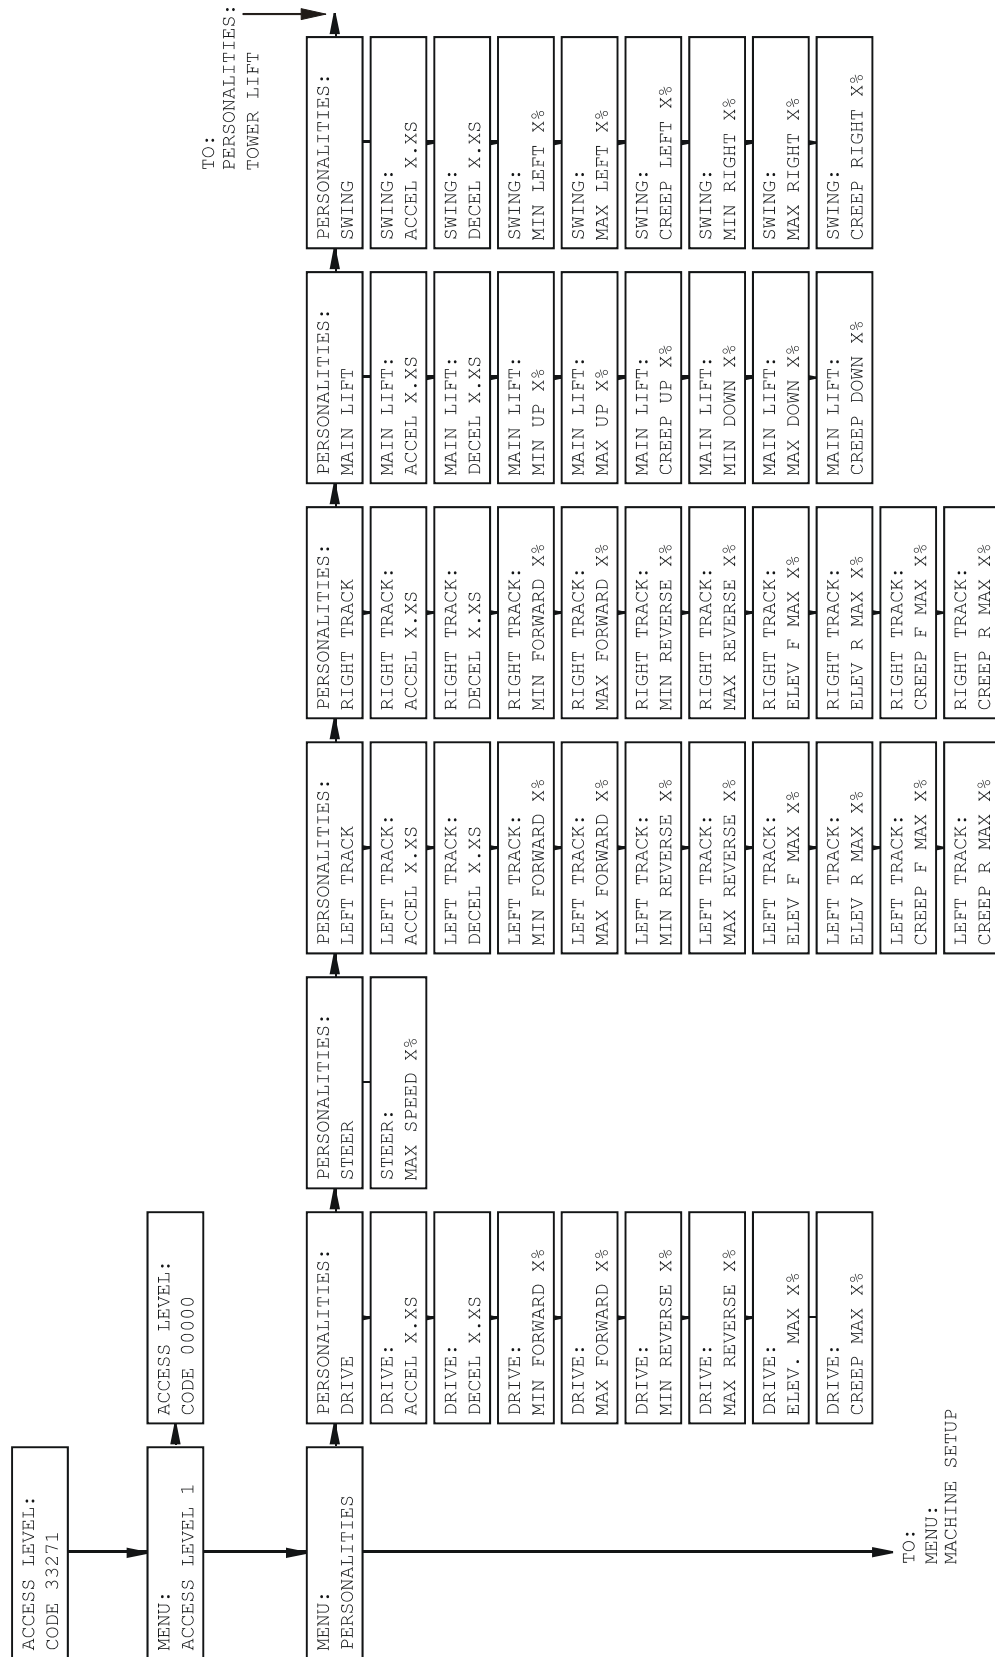 ACCESS LEVEL:
CODE 33271
MENU:
ACCESS LEVEL 1
ACCESS LEVEL:
CODE 00000
MENU:
PERSONALITIES
TO:
MENU:
MACHINE SETUP
PERSONALITIES:
DRIVE
DRIVE:
ACCEL X.XS
DRIVE:
DECEL X.XS
DRIVE:
MIN FORWARD X%
DRIVE:
MAX FORWARD X%
DRIVE:
MIN REVERSE X%
DRIVE:
MAX REVERSE X%
DRIVE:
ELEV. MAX X%
DRIVE:
CREEP MAX X%
PERSONALITIES:
STEER
STEER:
MAX SPEED X%
PERSONALITIES:
LEFT TRACK
LEFT TRACK:
ACCEL X.XS
LEFT TRACK:
DECEL X.XS
LEFT TRACK:
MIN FORWARD X%
LEFT TRACK:
MAX FORWARD X%
LEFT TRACK:
MIN REVERSE X%
LEFT TRACK:
MAX REVERSE X%
LEFT TRACK:
ELEV F MAX X%
LEFT TRACK:
ELEV R MAX X%
LEFT TRACK:
CREEP F MAX X%
LEFT TRACK:
CREEP R MAX X%
PERSONALITIES:
RIGHT TRACK
RIGHT TRACK:
ACCEL X.XS
RIGHT TRACK:
DECEL X.XS
RIGHT TRACK:
MIN FORWARD X%
RIGHT TRACK:
MAX FORWARD X%
RIGHT TRACK:
MIN REVERSE X%
RIGHT TRACK:
MAX REVERSE X%
RIGHT TRACK:
ELEV F MAX X%
RIGHT TRACK:
ELEV R MAX X%
RIGHT TRACK:
CREEP F MAX X%
RIGHT TRACK:
CREEP R MAX X%
PERSONALITIES:
MAIN LIFT
MAIN LIFT:
ACCEL X.XS
MAIN LIFT:
DECEL X.XS
MAIN LIFT:
MIN UP X%
MAIN LIFT:
MAX UP X%
MAIN LIFT:
CREEP UP X%
MAIN LIFT:
MIN DOWN X%
MAIN LIFT:
MAX DOWN X%
MAIN LIFT:
CREEP DOWN X%
PERSONALITIES:
SWING
SWING:
ACCEL X.XS
SWING:
DECEL X.XS
SWING:
MIN LEFT X%
SWING:
MAX LEFT X%
SWING:
CREEP LEFT X%
SWING:
MIN RIGHT X%
SWING:
MAX RIGHT X%
SWING:
CREEP RIGHT X%
TO:
PERSONALITIES:
TOWER LIFT